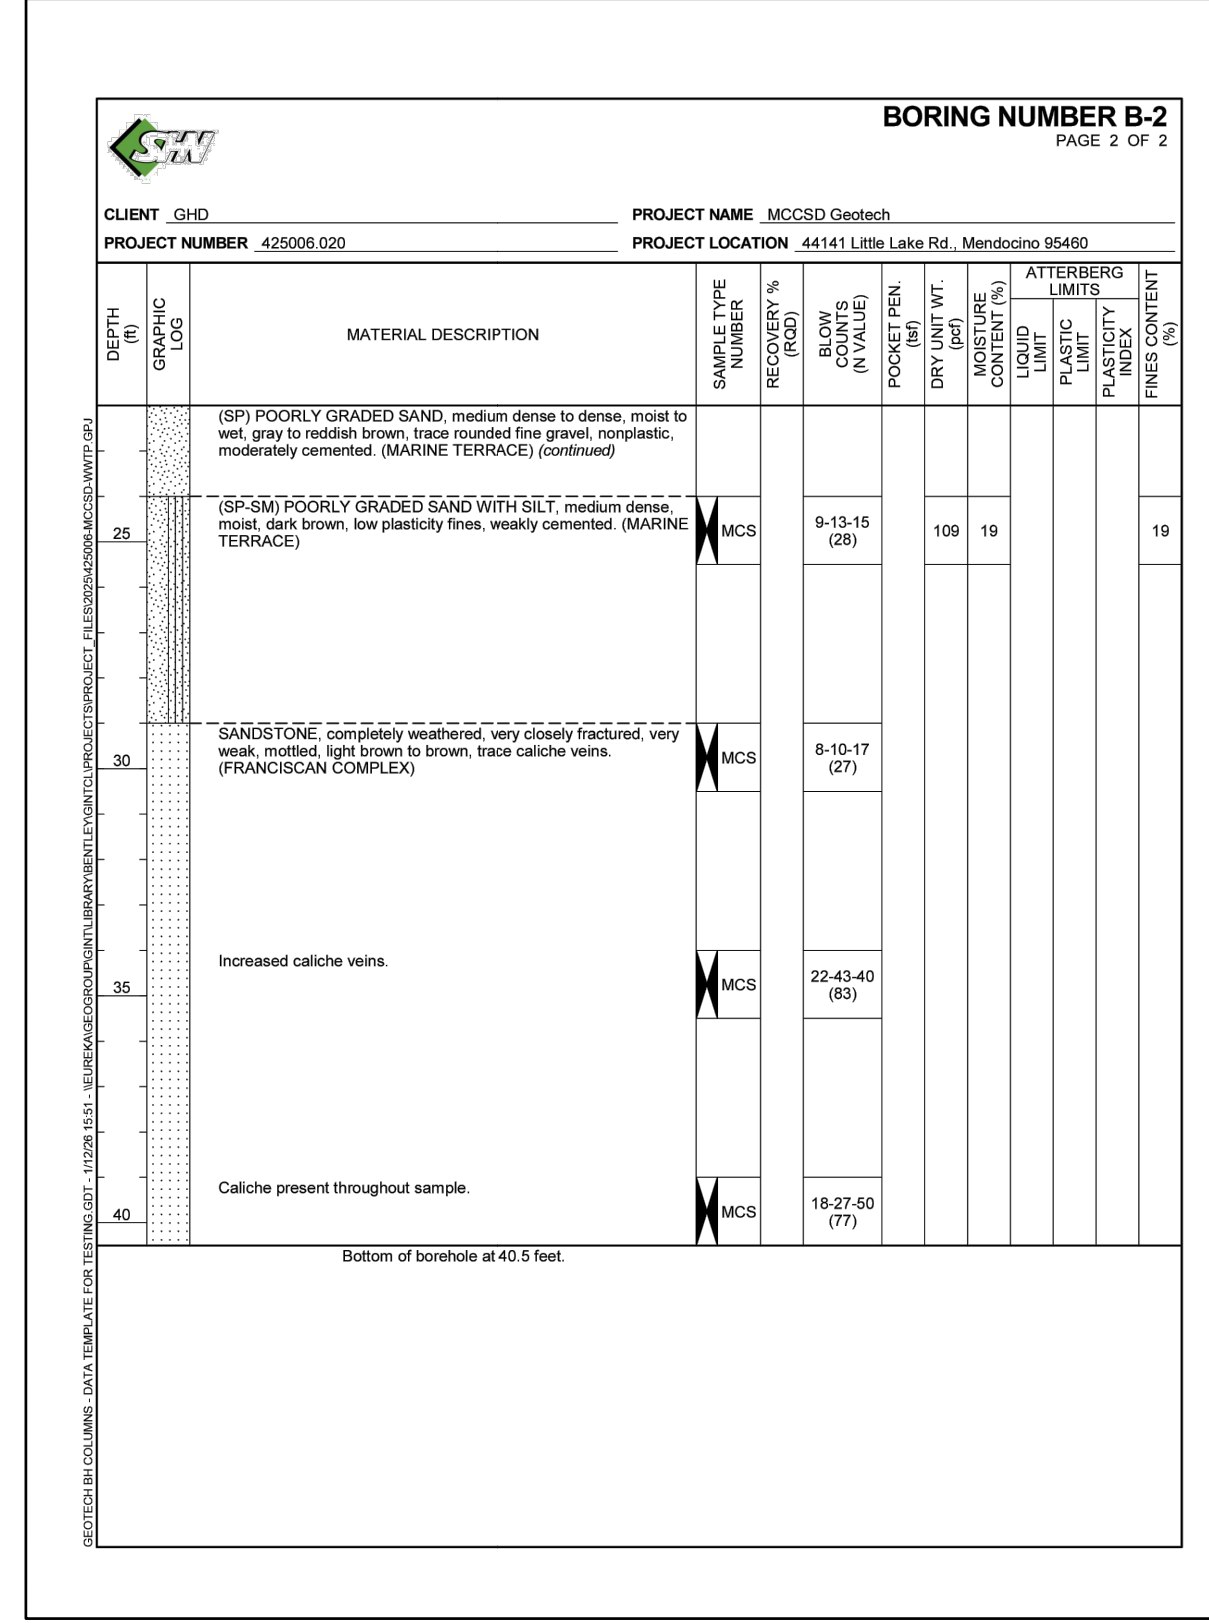 SHN
BORING NUMBER B-2
PAGE 2 OF 2
CLIENT GHD
PROJECT NAME MCCSD Geotech
PROJECT NUMBER 425006.020
PROJECT LOCATION 44141 Little Lake Rd., Mendocino 95460
DEPTH
(ft)
GRAPHIC
LOG
MATERIAL DESCRIPTION
SAMPLE TYPE
NUMBER
RECOVERY %
(RQD)
BLOW
COUNTS
(N VALUE)
POCKET PEN.
(tsf)
DRY UNIT WT.
(pcf)
MOISTURE
CONTENT (%)
ATTERBERG
LIMITS
LIQUID
LIMIT
PLASTIC
LIMIT
PLASTICITY
INDEX
FINES CONTENT
(%)
(SP) POORLY GRADED SAND, medium dense to dense, moist to
wet, gray to reddish brown, trace rounded fine gravel, nonplastic,
moderately cemented. (MARINE TERRACE) (continued)
25
(SP-SM) POORLY GRADED SAND WITH SILT, medium dense,
moist, dark brown, low plasticity fines, weakly cemented. (MARINE
TERRACE)
MCS
9-13-15
(28)
109
19
19
30
SANDSTONE, completely weathered, very closely fractured, very
weak, mottled, light brown to brown, trace caliche veins.
(FRANCISCAN COMPLEX)
MCS
8-10-17
(27)
35
Increased caliche veins.
MCS
22-43-40
(83)
40
Caliche present throughout sample.
MCS
18-27-50
(77)
Bottom of borehole at 40.5 feet.
GEOTECH BH COLUMNS - DATA TEMPLATE FOR TESTING.GDT - 1/12/26 15:51 - \\EUREKA\GEOGROUP\GINT\LIBRARY\BENTLEY\GINTCL\PROJECTS\PROJECT_FILES\2025\425006-MCCSD-WWTP.GPJ